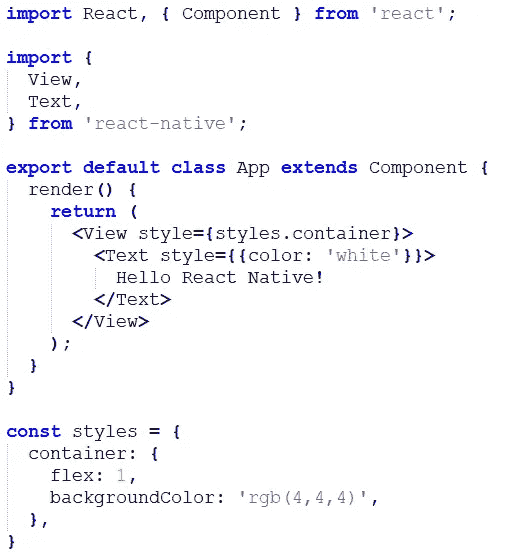 import React, { Component } from 'react';
import {
  View,
  Text,
} from 'react-native';
export default class App extends Component {
  render() {
    return (
      <View style={styles.container}>
        <Text style={{color: 'white'}}>
          Hello React Native!
        </Text>
      </View>
    );
  }
}
const styles = {
  container: {
    flex: 1,
    backgroundColor: 'rgb(4,4,4)',
  },
}